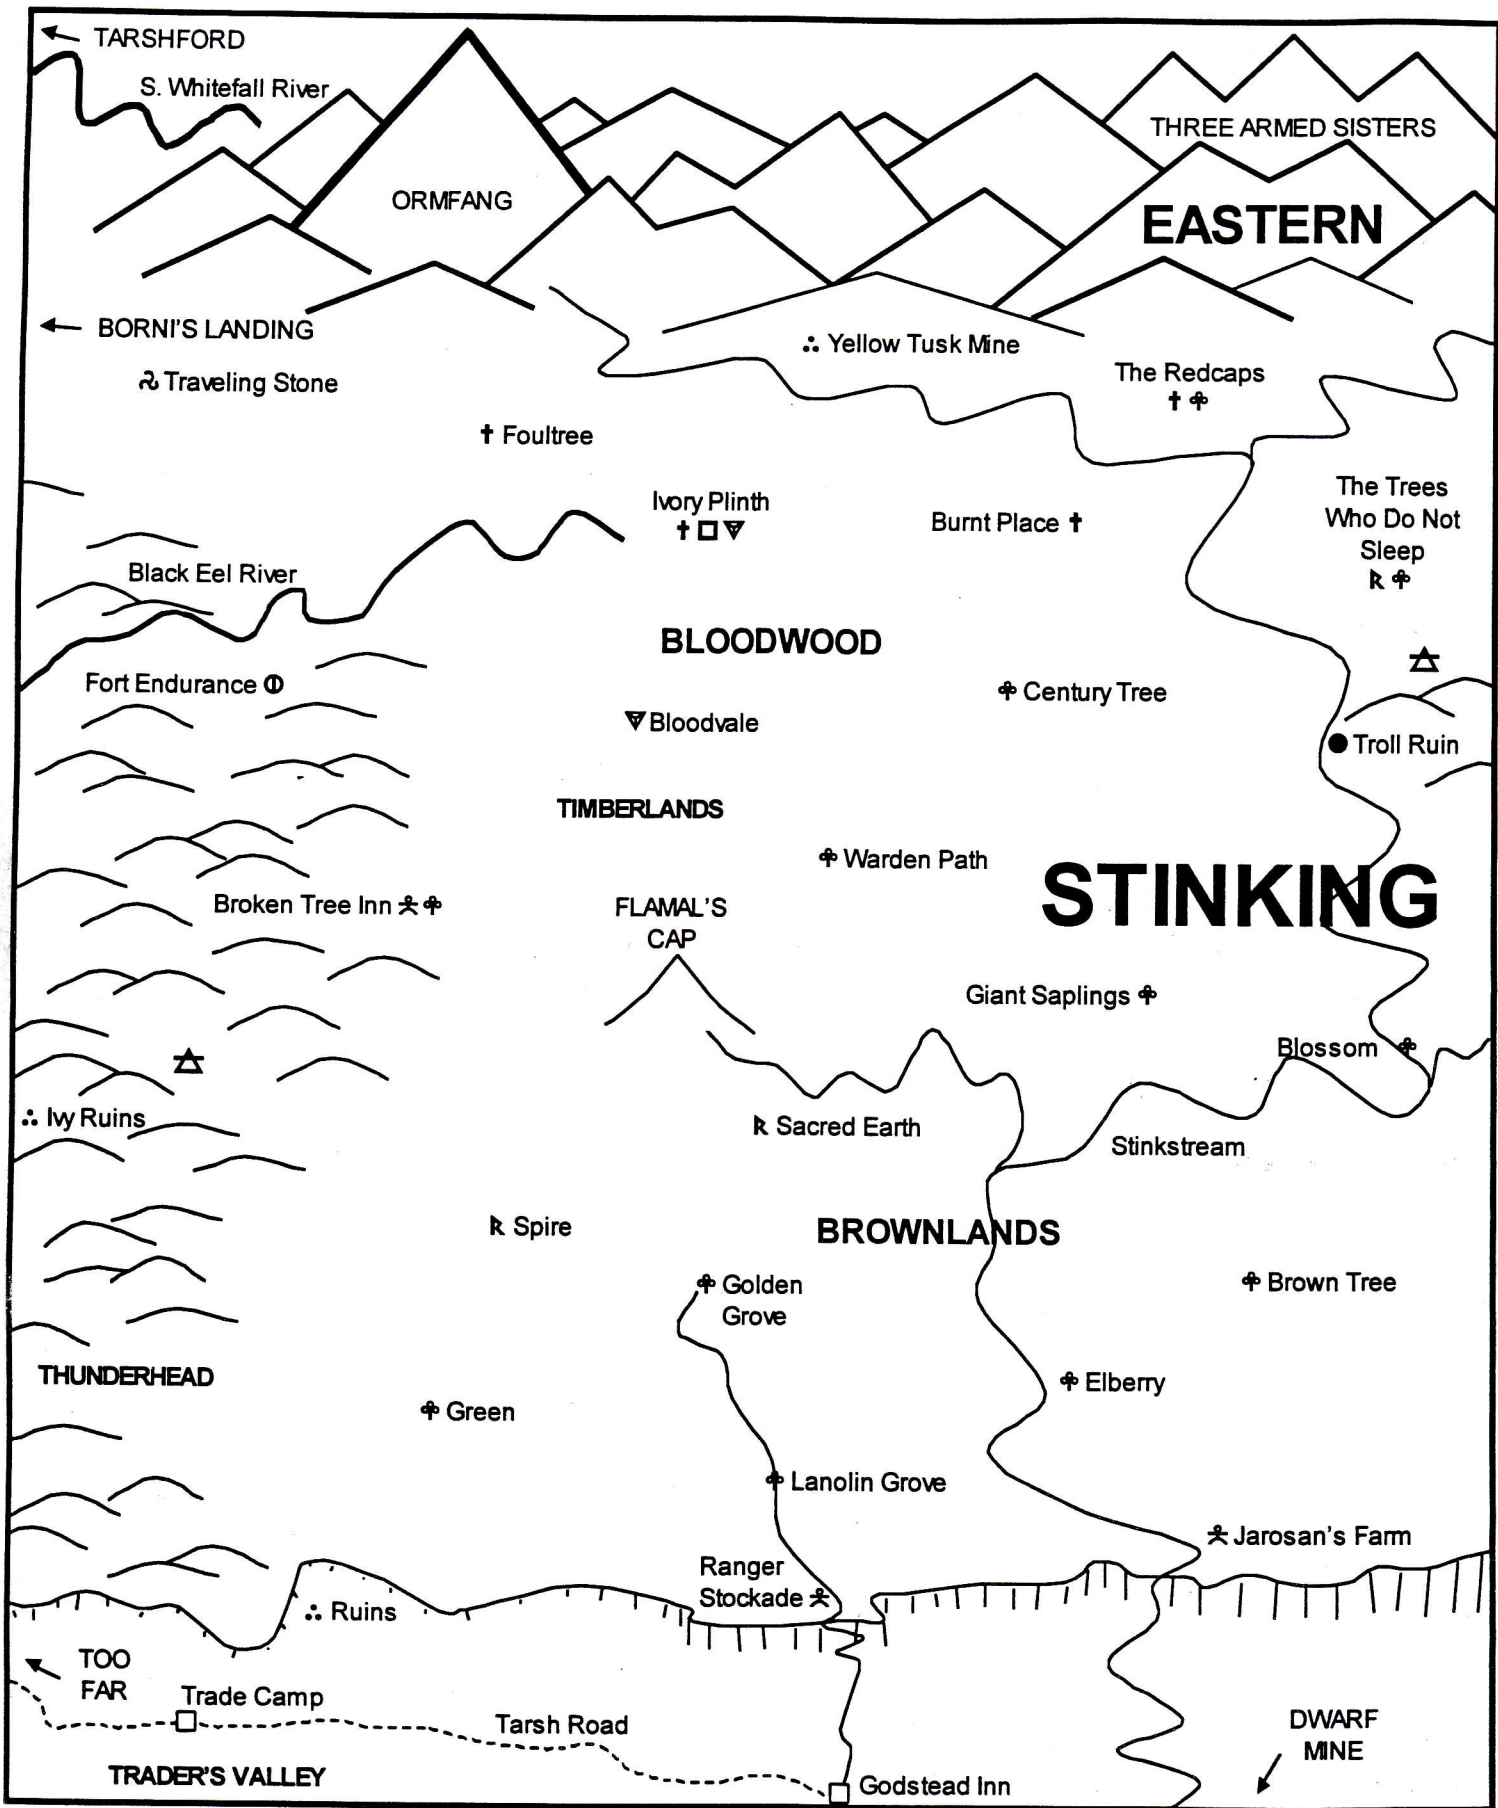 TARSHFORD
S. Whitefall River
THREE ARMED SISTERS
ORMFANG
EASTERN
BORNI'S LANDING
Yellow Tusk Mine
Traveling Stone
The Redcaps
Foultree
Ivory Plinth
Burnt Place
The Trees
Who Do Not
Sleep
Black Eel River
BLOODWOOD
Fort Endurance
Century Tree
Bloodvale
Troll Ruin
TIMBERLANDS
Warden Path
STINKING
Broken Tree Inn
FLAMAL'S
CAP
Giant Saplings
Blossom
Ivy Ruins
Sacred Earth
Stinkstream
Spire
BROWNLANDS
Golden
Grove
Brown Tree
THUNDERHEAD
Elberry
Green
Lanolin Grove
Jarosan's Farm
Ranger
Stockade
Ruins
TOO
FAR
Trade Camp
Tarsh Road
DWARF
MINE
TRADER'S VALLEY
Godstead Inn